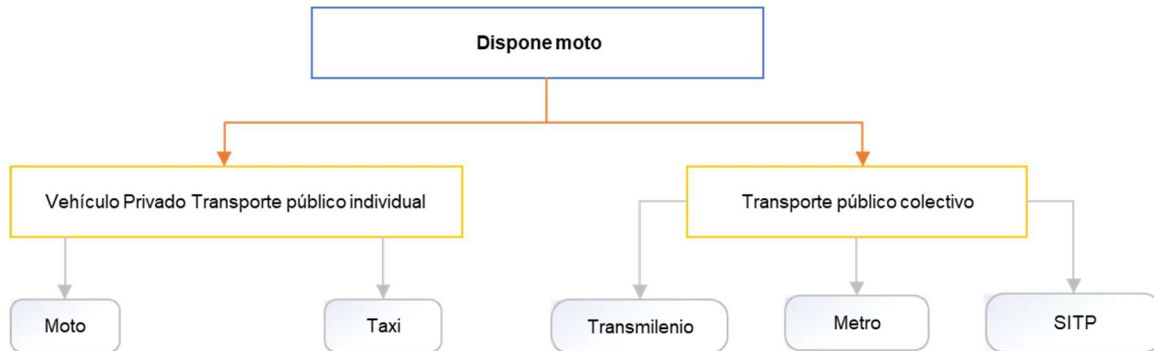 Dispone moto
Vehículo Privado Transporte público individual
Transporte público colectivo
Moto
Taxi
Transmilenio
Metro
SITP